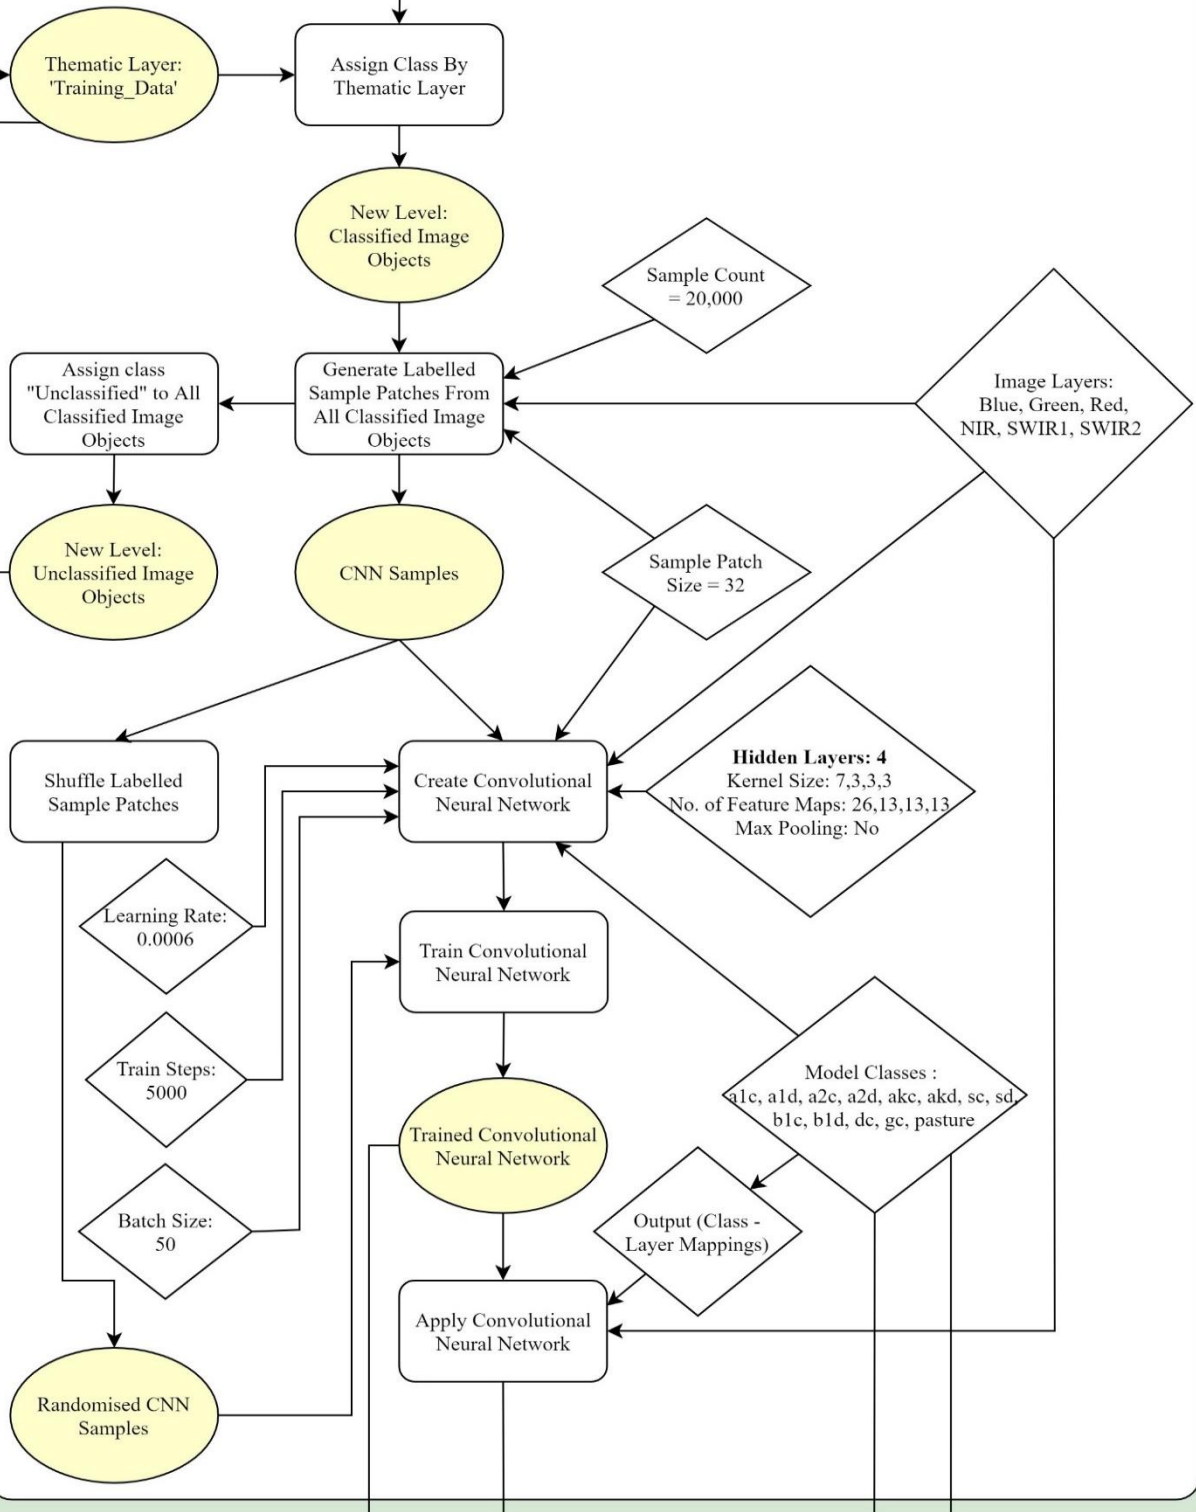 Thematic Layer:
'Training_Data'
Assign Class By
Thematic Layer
New Level:
Classified Image
Objects
Sample Count
= 20,000
Image Layers:
Blue, Green, Red,
NIR, SWIR1, SWIR2
Assign class
"Unclassified" to All
Classified Image
Objects
Generate Labelled
Sample Patches From
All Classified Image
Objects
New Level:
Unclassified Image
Objects
CNN Samples
Sample Patch
Size = 32
Shuffle Labelled
Sample Patches
Create Convolutional
Neural Network
Hidden Layers: 4
Kernel Size: 7,3,3,3
No. of Feature Maps: 26,13,13,13
Max Pooling: No
Learning Rate:
0.0006
Train Convolutional
Neural Network
Train Steps:
5000
Model Classes :
a1c, a1d, a2c, a2d, akc, akd, sc, sd,
b1c, b1d, dc, gc, pasture
Trained Convolutional
Neural Network
Batch Size:
50
Output (Class -
Layer Mappings)
Apply Convolutional
Neural Network
Randomised CNN
Samples